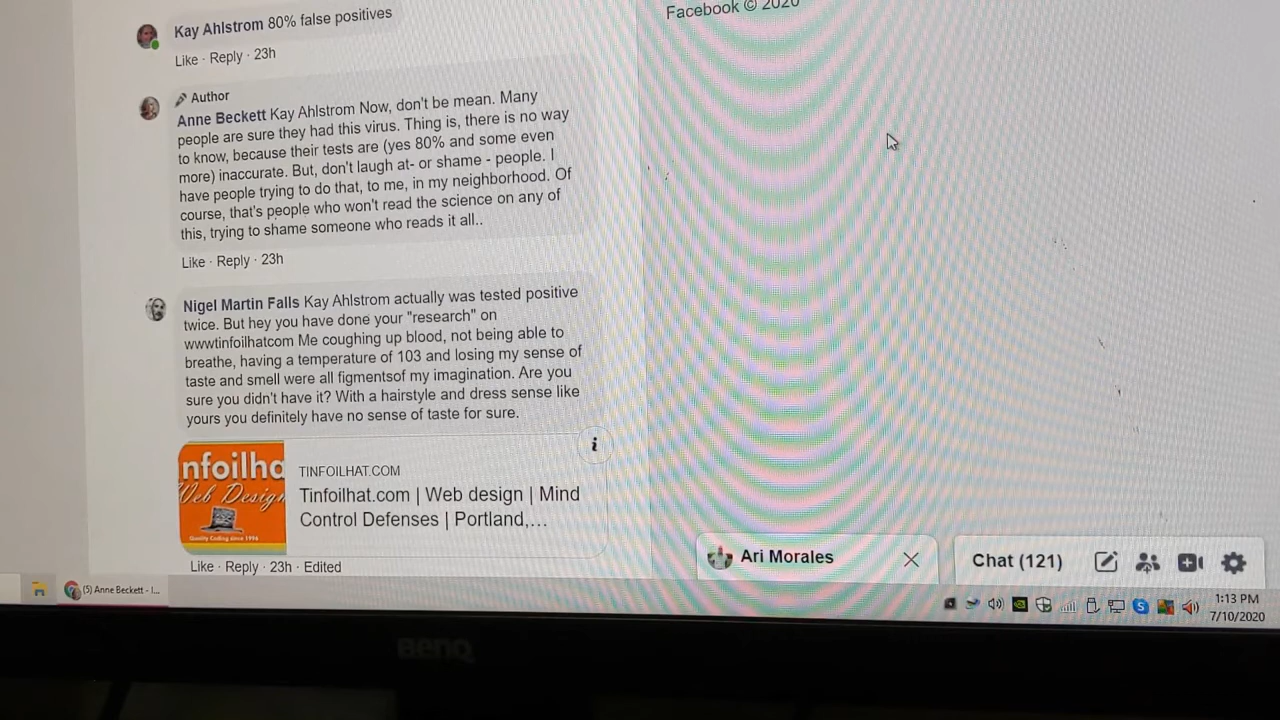 Facebook © 2020
Kay Ahlstrom 80% false positives
Like · Reply · 23h
Author
Anne Beckett Kay Ahlstrom Now, don't be mean. Many
people are sure they had this virus. Thing is, there is no way
to know, because their tests are (yes 80% and some even
more) inaccurate. But, don't laugh at- or shame - people. I
have people trying to do that, to me, in my neighborhood. Of
course, that's people who won't read the science on any of
this, trying to shame someone who reads it all..
Like · Reply · 23h
Nigel Martin Falls Kay Ahlstrom actually was tested positive
twice. But hey you have done your "research" on
wwwtinfoilhatcom Me coughing up blood, not being able to
breathe, having a temperature of 103 and losing my sense of
taste and smell were all figmentsof my imagination. Are you
sure you didn't have it? With a hairstyle and dress sense like
yours you definitely have no sense of taste for sure.
i
nfoilha
Web Design
Quality Coding since 1996
TINFOILHAT.COM
Tinfoilhat.com | Web design | Mind
Control Defenses | Portland,...
Like · Reply · 23h · Edited
Ari Morales
Chat (121)
(5) Anne Beckett - I...
1:13 PM
7/10/2020
BenQ